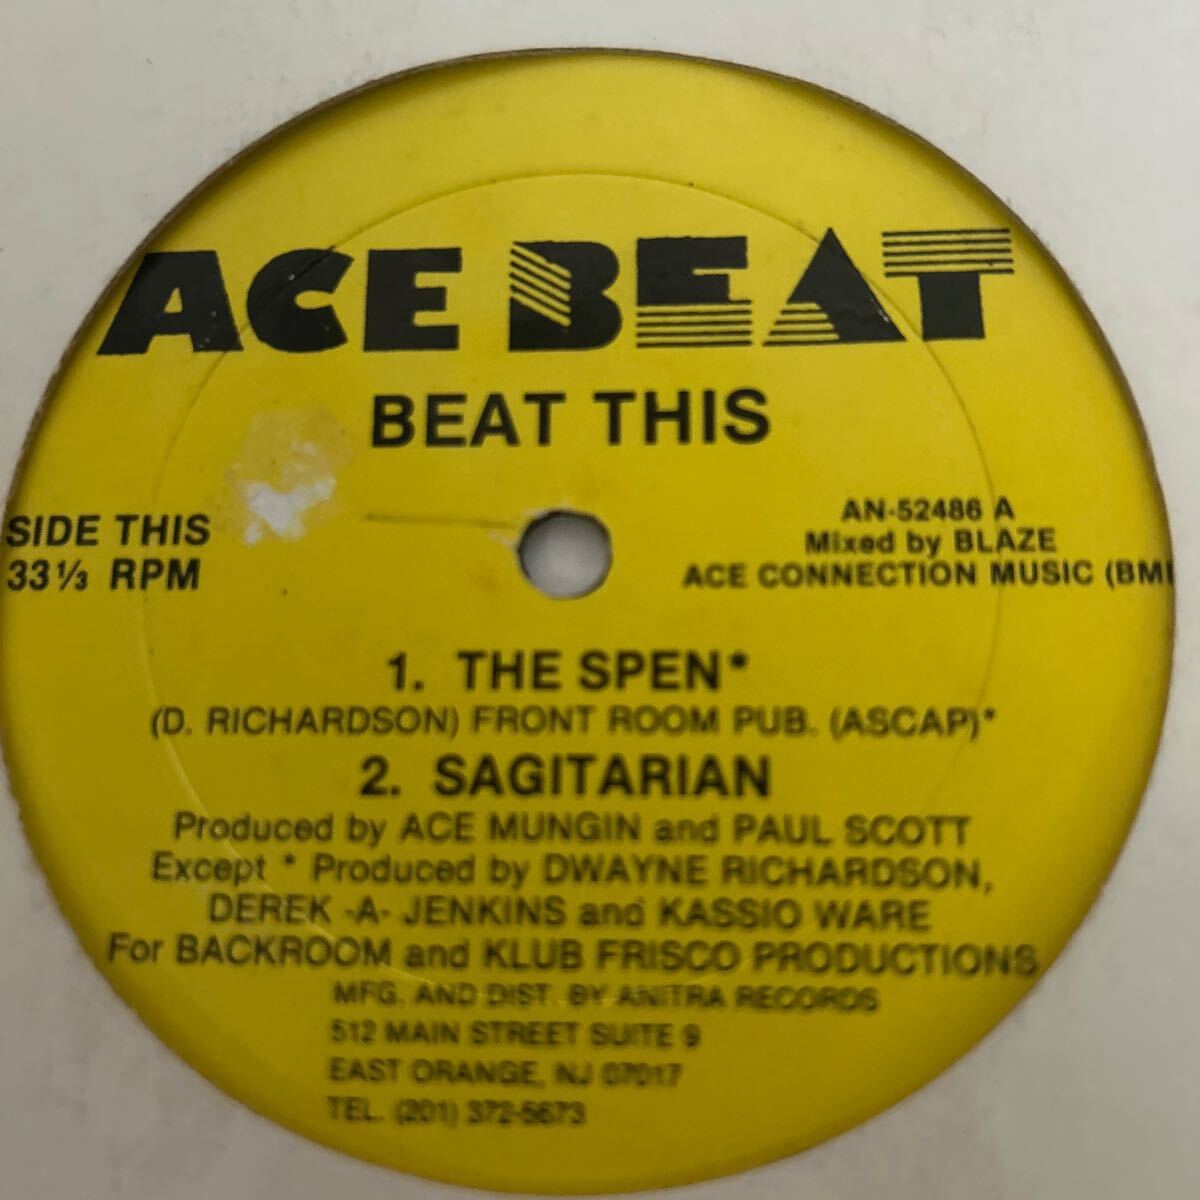 ACE BEAT
BEAT THIS
SIDE THIS
33 1/3 RPM
AN-52486 A
Mixed by BLAZE
ACE CONNECTION MUSIC (BMI
1. THE SPEN*
(D. RICHARDSON) FRONT ROOM PUB. (ASCAP)*
2. SAGITARIAN
Produced by ACE MUNGIN and PAUL SCOTT
Except * Produced by DWAYNE RICHARDSON,
DEREK -A- JENKINS and KASSIO WARE
For BACKROOM and KLUB FRISCO PRODUCTIONS
MFG. AND DIST. BY ANITRA RECORDS
512 MAIN STREET SUITE 9
EAST ORANGE, NJ 07017
TEL. (201) 372-5673